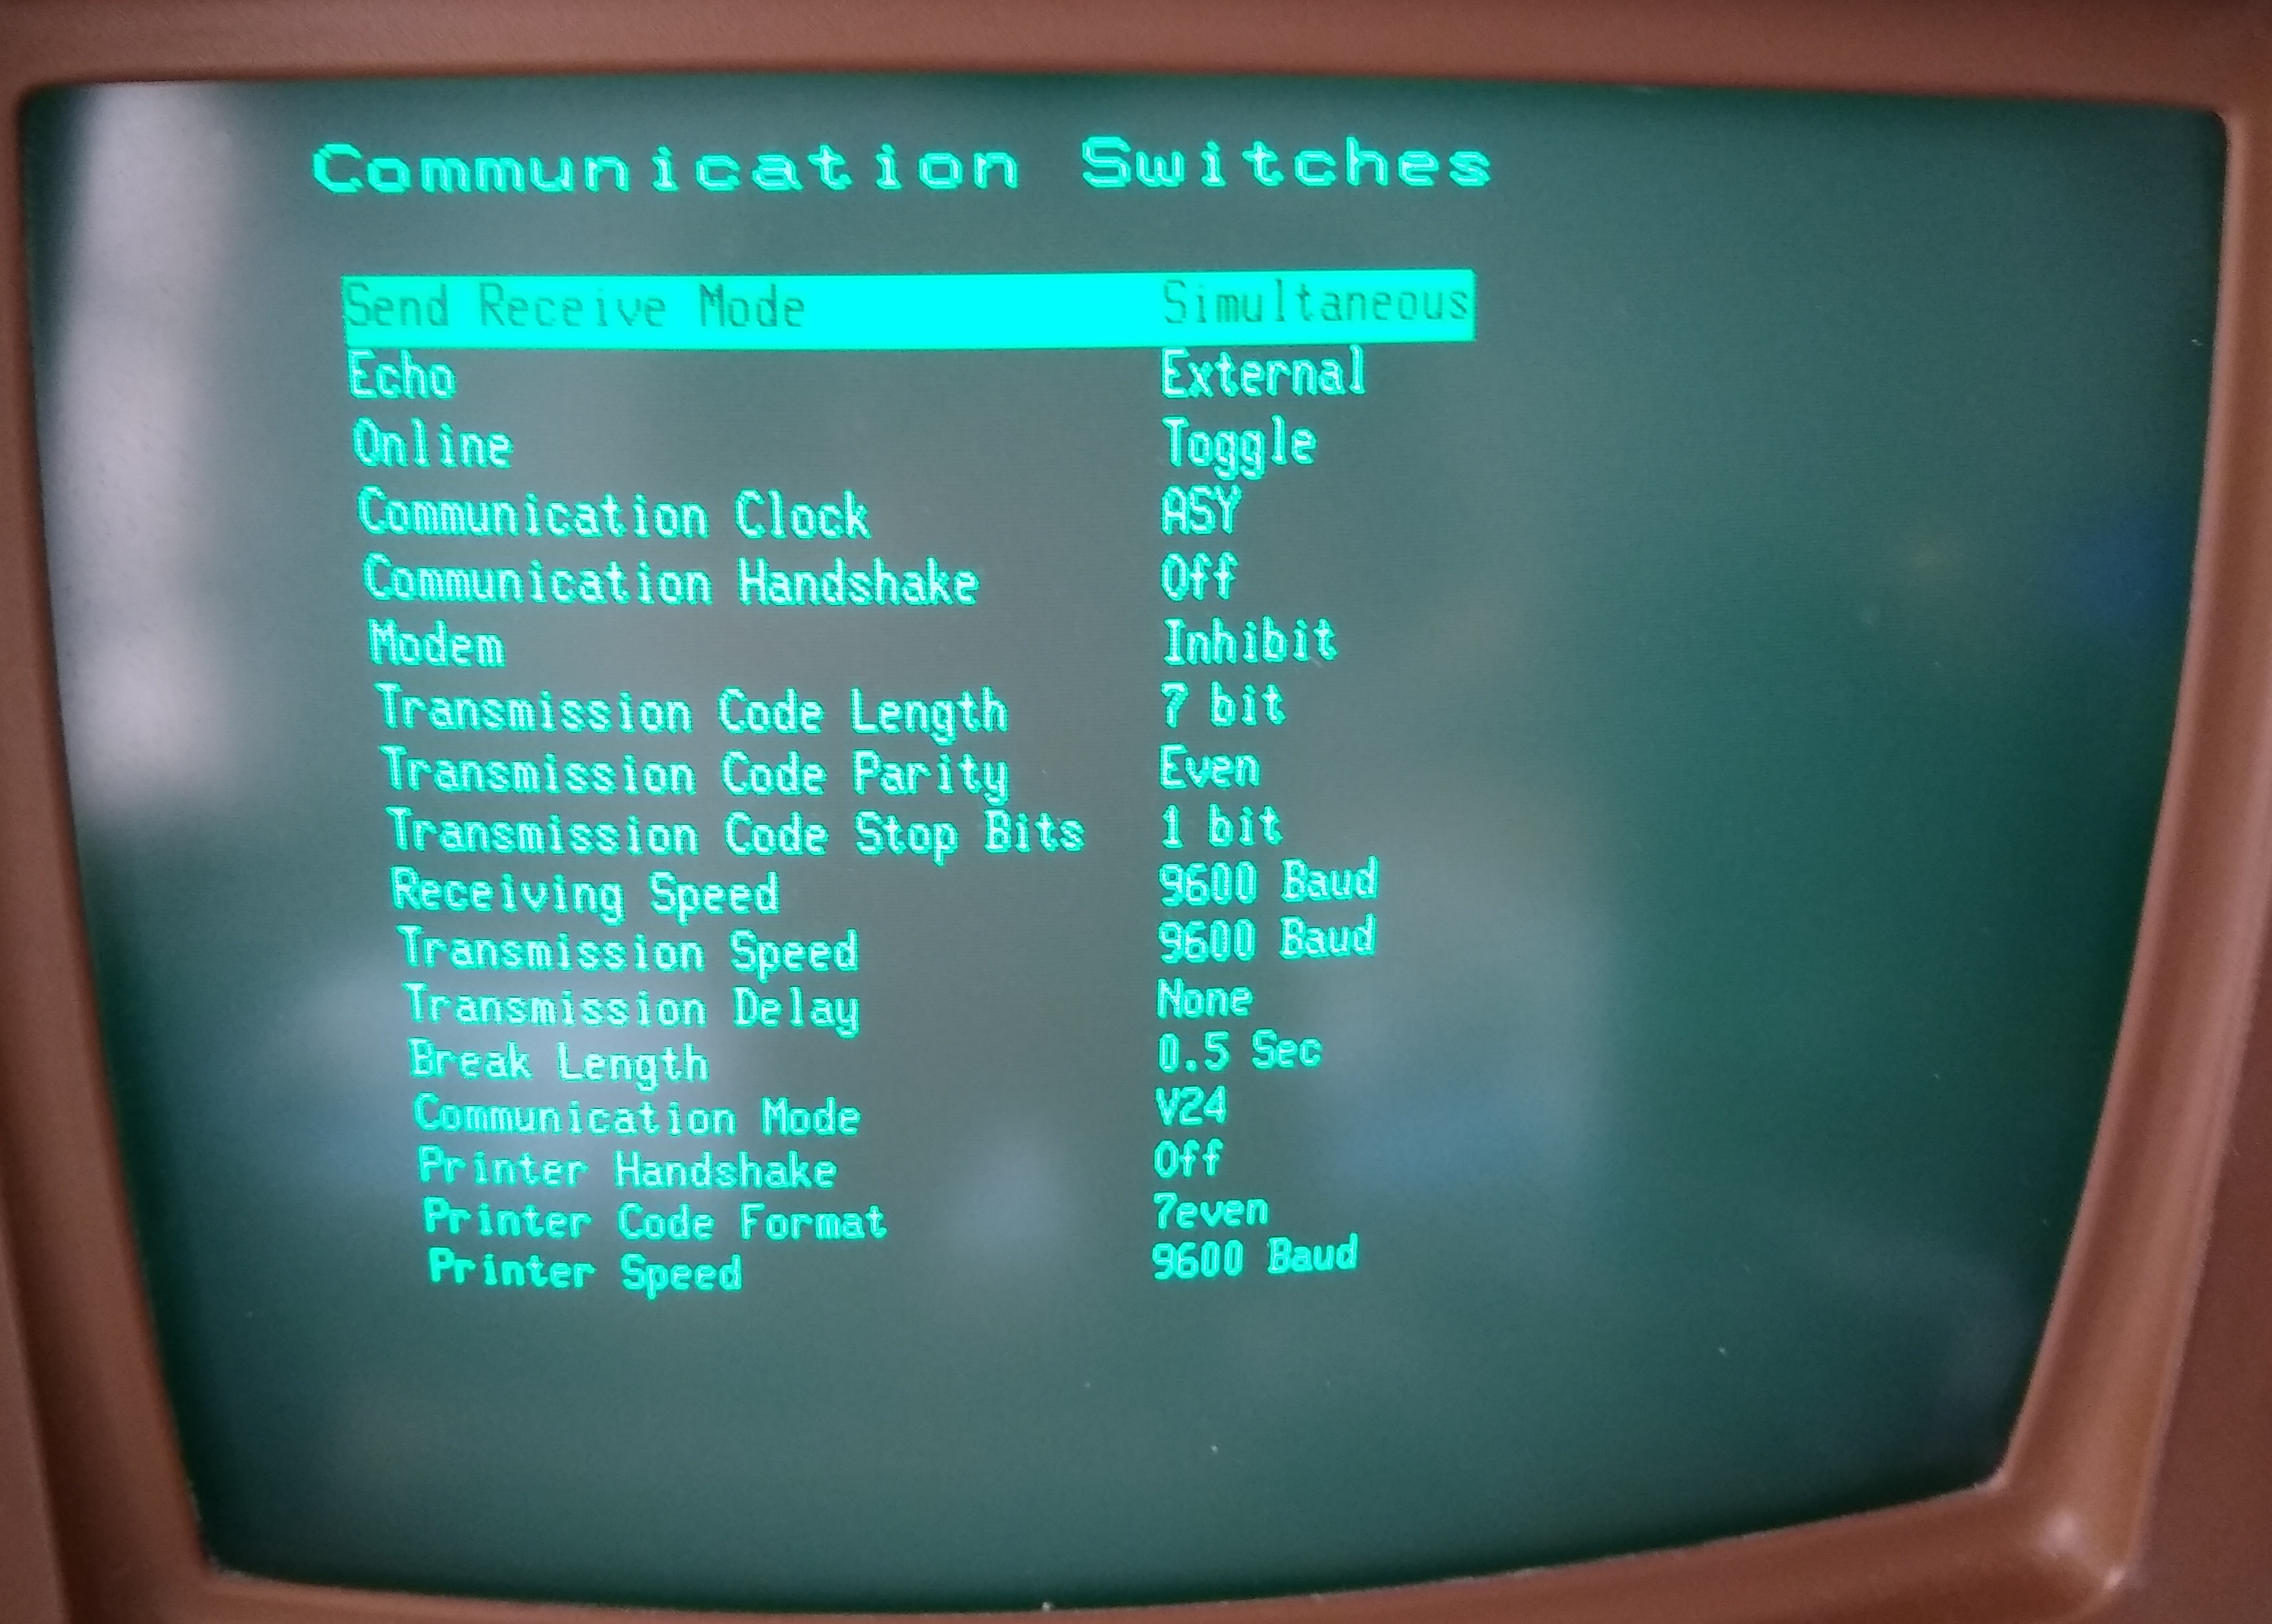 Communication Switches
Send Receive Mode Simultaneous
Echo External
Online Toggle
Communication Clock ASY
Communication Handshake Off
Modem Inhibit
Transmission Code Length 7 bit
Transmission Code Parity Even
Transmission Code Stop Bits 1 bit
Receiving Speed 9600 Baud
Transmission Speed 9600 Baud
Transmission Delay None
Break Length 0.5 Sec
Communication Mode V24
Printer Handshake Off
Printer Code Format 7even
Printer Speed 9600 Baud